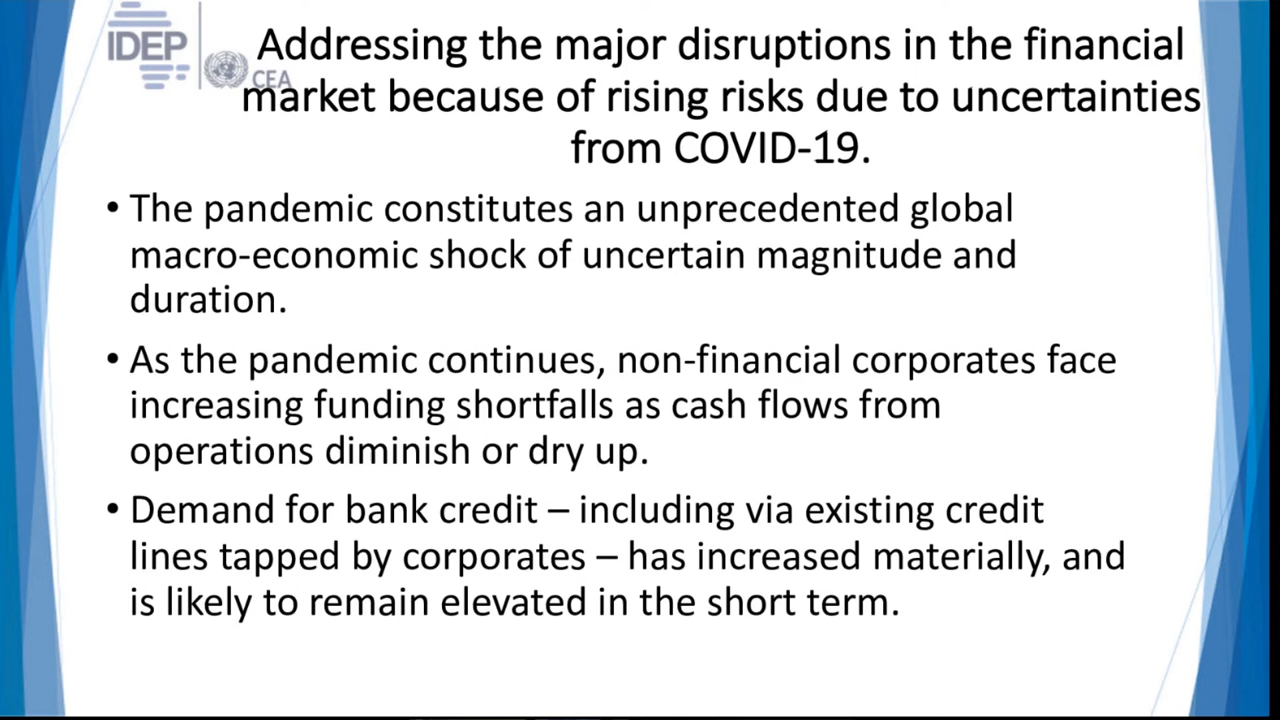 IDEP
CEA
Addressing the major disruptions in the financial
market because of rising risks due to uncertainties
from COVID-19.
• The pandemic constitutes an unprecedented global
macro-economic shock of uncertain magnitude and
duration.
• As the pandemic continues, non-financial corporates face
increasing funding shortfalls as cash flows from
operations diminish or dry up.
• Demand for bank credit – including via existing credit
lines tapped by corporates – has increased materially, and
is likely to remain elevated in the short term.